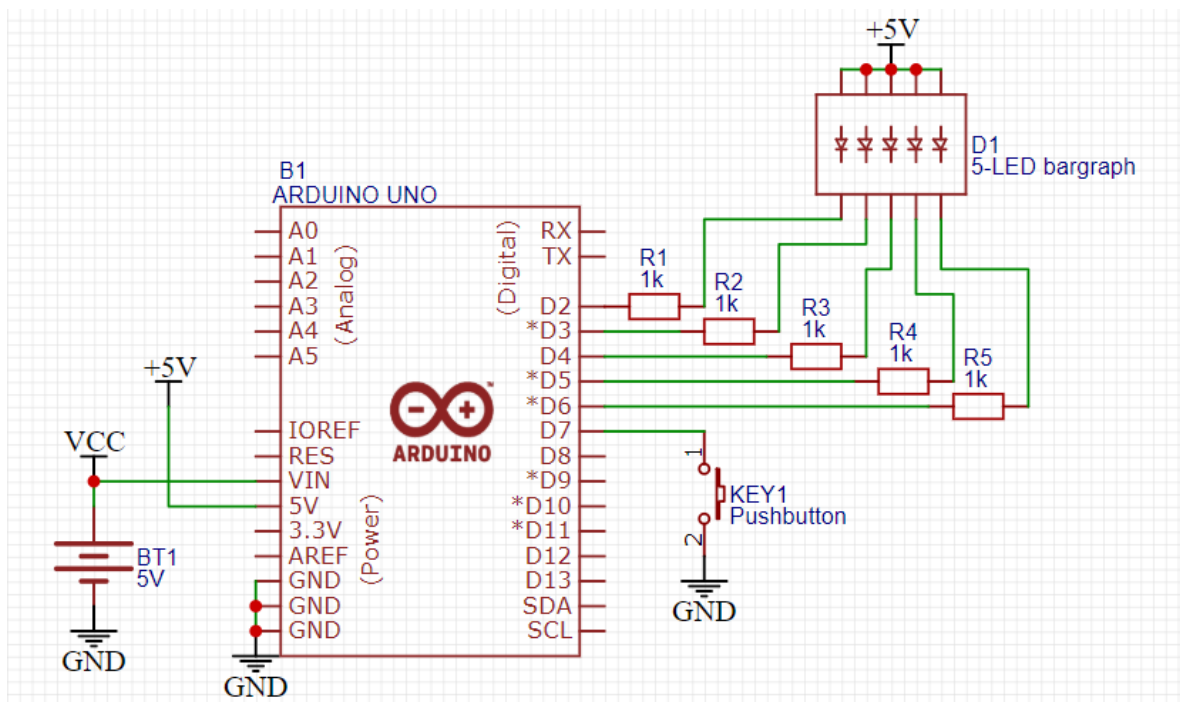 +5V
D1
5-LED bargraph
B1
ARDUINO UNO
A0
A1
A2
A3
A4
A5
(Analog)
IOREF
RES
VIN
5V
3.3V
AREF
GND
GND
GND
(Power)
ARDUINO
™
(Digital)
RX
TX
D2
*D3
D4
*D5
*D6
D7
D8
*D9
*D10
*D11
D12
D13
SDA
SCL
R1
1k
R2
1k
R3
1k
R4
1k
R5
1k
+5V
VCC
BT1
5V
GND
GND
1
KEY1
Pushbutton
2
GND